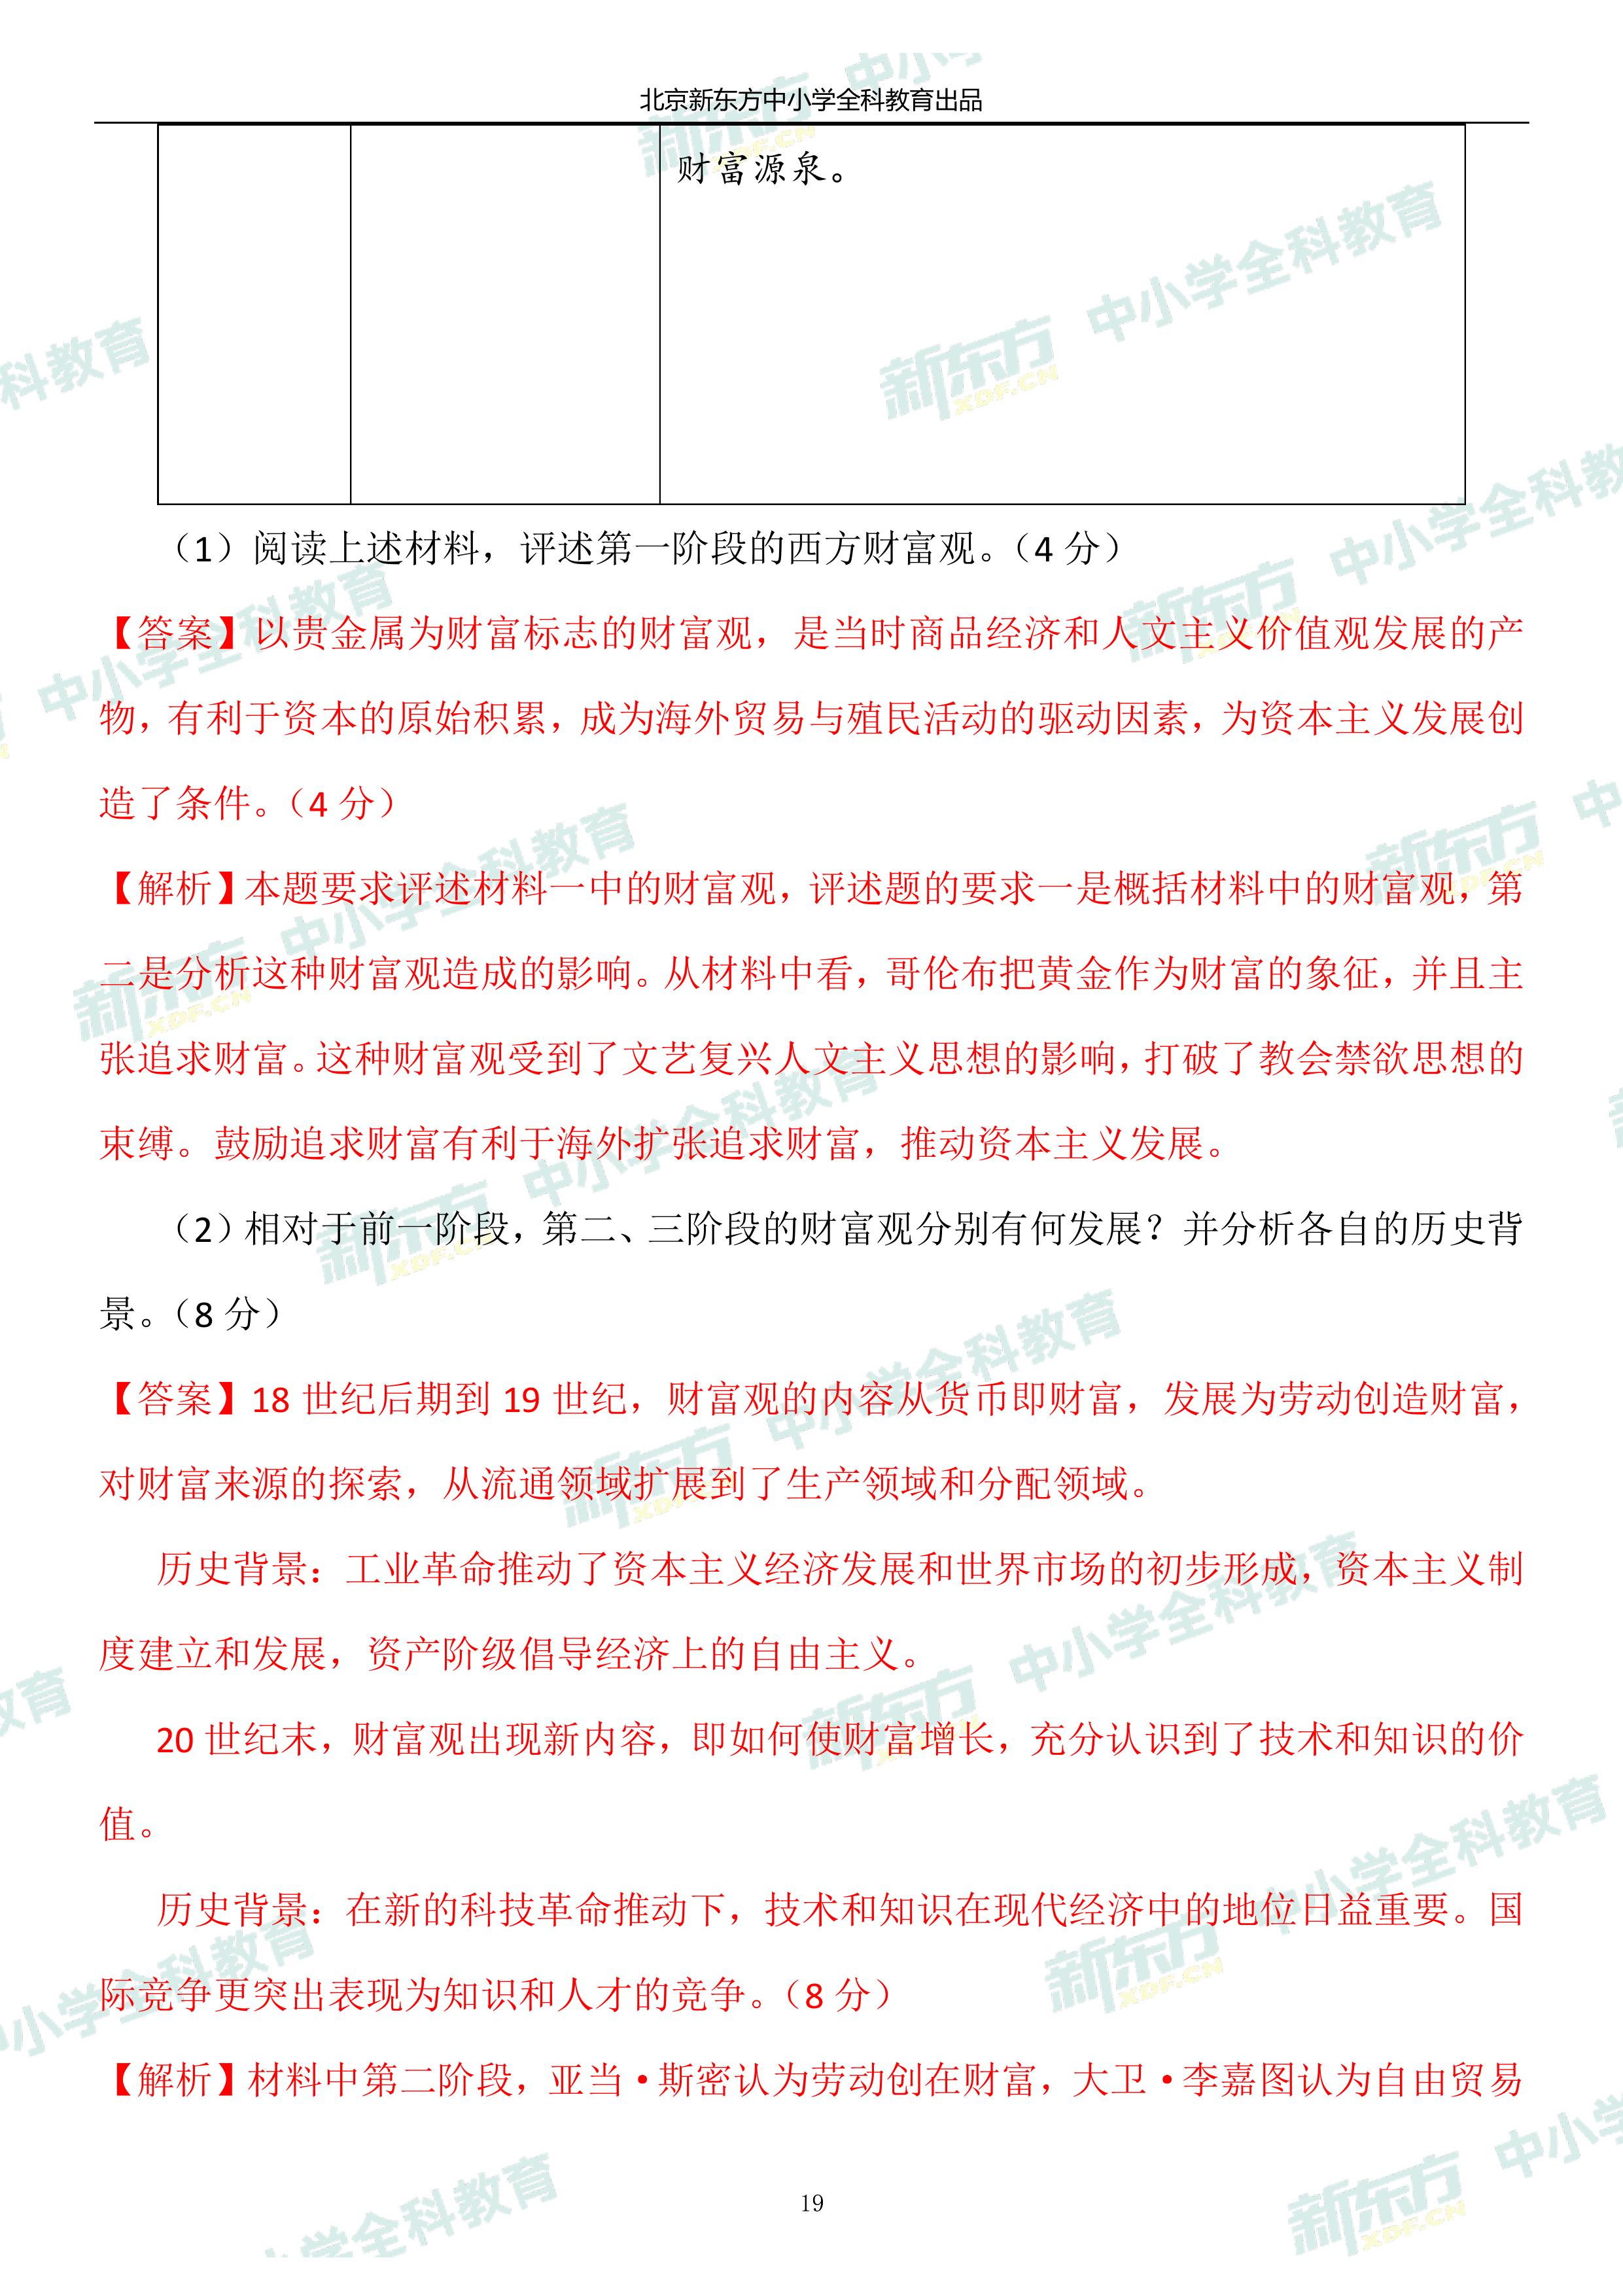 北京新东方中小学全科教育出品
财富源泉。
（1）阅读上述材料，评述第一阶段的西方财富观。（4 分）
【答案】以贵金属为财富标志的财富观，是当时商品经济和人文主义价值观发展的产
物，有利于资本的原始积累，成为海外贸易与殖民活动的驱动因素，为资本主义发展创
造了条件。（4 分）
【解析】本题要求评述材料一中的财富观，评述题的要求一是概括材料中的财富观，第
二是分析这种财富观造成的影响。从材料中看，哥伦布把黄金作为财富的象征，并且主
张追求财富。这种财富观受到了文艺复兴人文主义思想的影响，打破了教会禁欲思想的
束缚。鼓励追求财富有利于海外扩张追求财富，推动资本主义发展。
（2）相对于前一阶段，第二、三阶段的财富观分别有何发展？并分析各自的历史背
景。（8 分）
【答案】18 世纪后期到 19 世纪，财富观的内容从货币即财富，发展为劳动创造财富，
对财富来源的探索，从流通领域扩展到了生产领域和分配领域。
历史背景：工业革命推动了资本主义经济发展和世界市场的初步形成，资本主义制
度建立和发展，资产阶级倡导经济上的自由主义。
20 世纪末，财富观出现新内容，即如何使财富增长，充分认识到了技术和知识的价
值。
历史背景：在新的科技革命推动下，技术和知识在现代经济中的地位日益重要。国
际竞争更突出表现为知识和人才的竞争。（8 分）
【解析】材料中第二阶段，亚当·斯密认为劳动创在财富，大卫·李嘉图认为自由贸易
19
新东方 XDF.CN 中小学全科教育